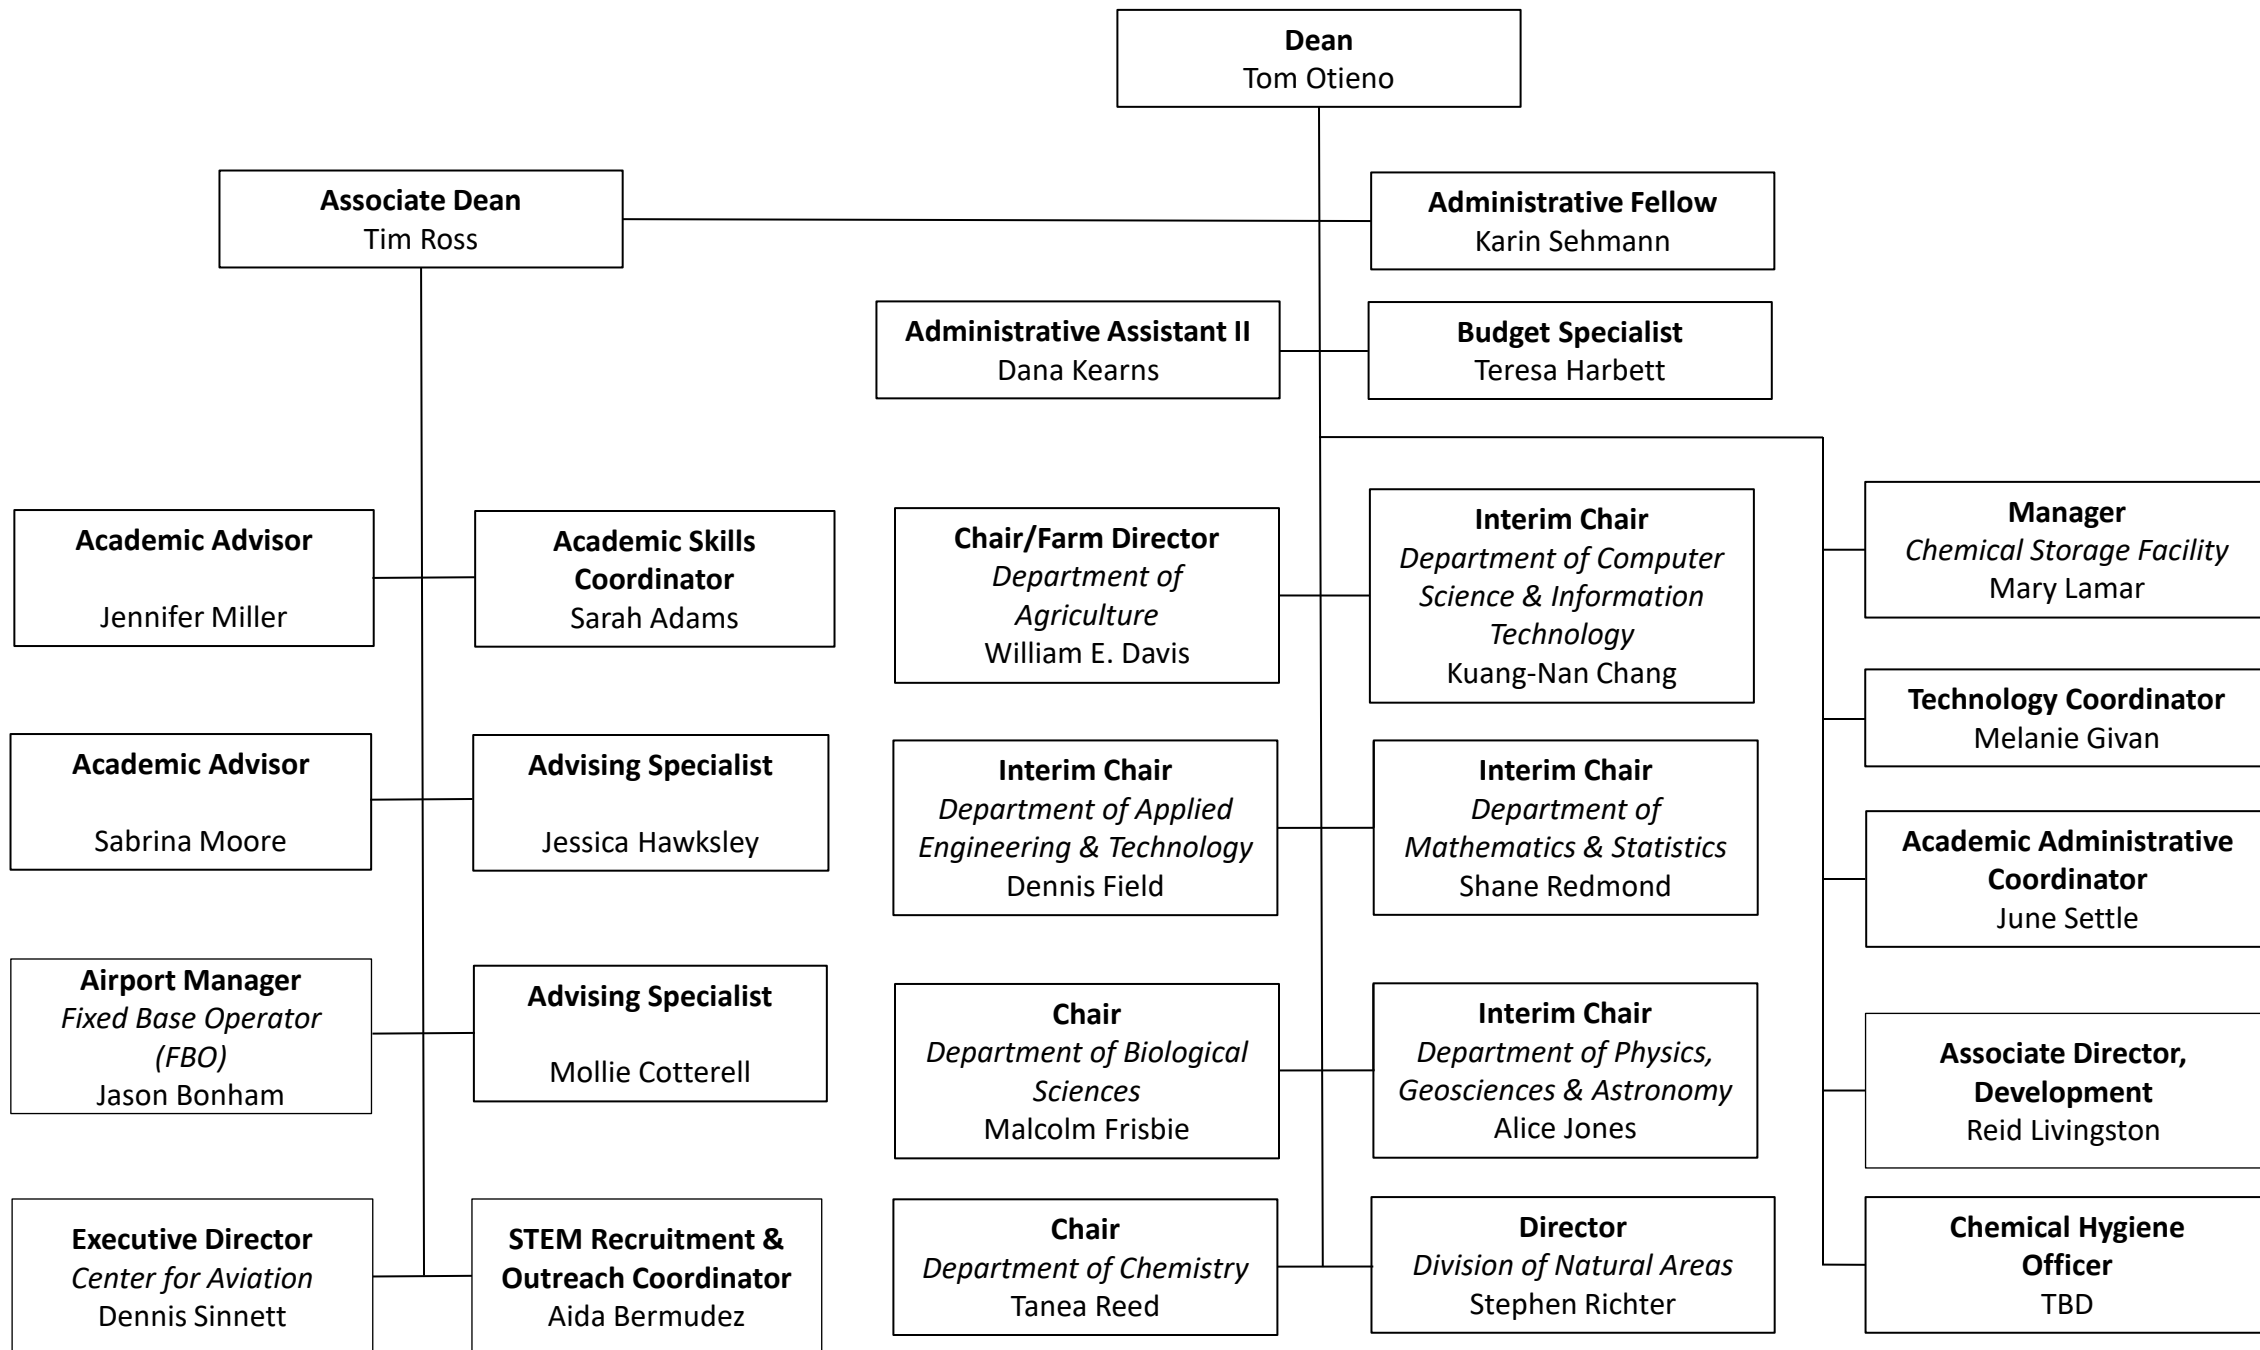 Dean
Tom Otieno
Associate Dean
Tim Ross
Administrative Fellow
Karin Sehmann
Administrative Assistant II
Dana Kearns
Budget Specialist
Teresa Harbett
Academic Advisor
Jennifer Miller
Academic Skills
Coordinator
Sarah Adams
Academic Advisor
Sabrina Moore
Advising Specialist
Jessica Hawksley
Airport Manager
Fixed Base Operator
(FBO)
Jason Bonham
Advising Specialist
Mollie Cotterell
Executive Director
Center for Aviation
Dennis Sinnett
STEM Recruitment &
Outreach Coordinator
Aida Bermudez
Chair/Farm Director
Department of
Agriculture
William E. Davis
Interim Chair
Department of Computer
Science & Information
Technology
Kuang-Nan Chang
Interim Chair
Department of Applied
Engineering & Technology
Dennis Field
Interim Chair
Department of
Mathematics & Statistics
Shane Redmond
Chair
Department of Biological
Sciences
Malcolm Frisbie
Interim Chair
Department of Physics,
Geosciences & Astronomy
Alice Jones
Chair
Department of Chemistry
Tanea Reed
Director
Division of Natural Areas
Stephen Richter
Manager
Chemical Storage Facility
Mary Lamar
Technology Coordinator
Melanie Givan
Academic Administrative
Coordinator
June Settle
Associate Director,
Development
Reid Livingston
Chemical Hygiene
Officer
TBD